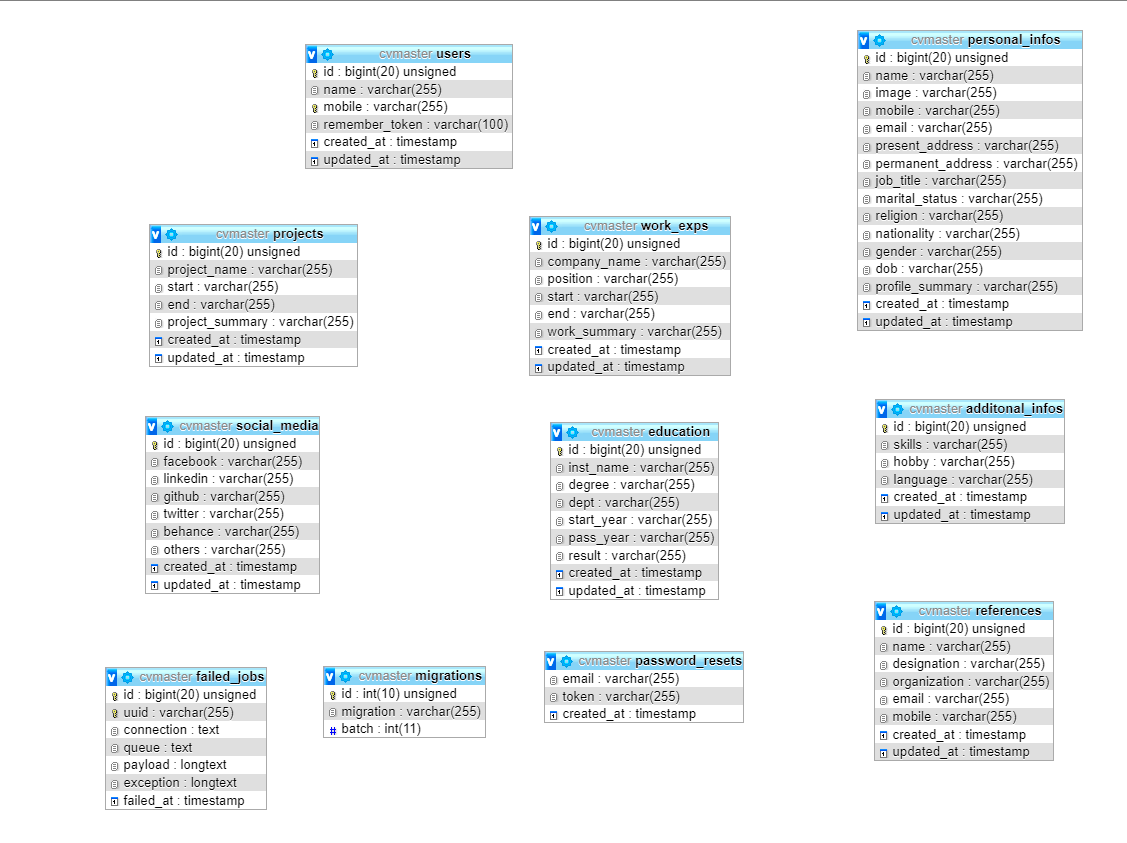 cvmaster users
id : bigint(20) unsigned
name : varchar(255)
mobile : varchar(255)
remember_token : varchar(100)
created_at : timestamp
updated_at : timestamp
cvmaster personal_infos
id : bigint(20) unsigned
name : varchar(255)
image : varchar(255)
mobile : varchar(255)
email : varchar(255)
present_address : varchar(255)
permanent_address : varchar(255)
job_title : varchar(255)
marital_status : varchar(255)
religion : varchar(255)
nationality : varchar(255)
gender : varchar(255)
dob : varchar(255)
profile_summary : varchar(255)
created_at : timestamp
updated_at : timestamp
cvmaster projects
id : bigint(20) unsigned
project_name : varchar(255)
start : varchar(255)
end : varchar(255)
project_summary : varchar(255)
created_at : timestamp
updated_at : timestamp
cvmaster work_exps
id : bigint(20) unsigned
company_name : varchar(255)
position : varchar(255)
start : varchar(255)
end : varchar(255)
work_summary : varchar(255)
created_at : timestamp
updated_at : timestamp
cvmaster social_media
id : bigint(20) unsigned
facebook : varchar(255)
linkedin : varchar(255)
github : varchar(255)
twitter : varchar(255)
behance : varchar(255)
others : varchar(255)
created_at : timestamp
updated_at : timestamp
cvmaster education
id : bigint(20) unsigned
inst_name : varchar(255)
degree : varchar(255)
dept : varchar(255)
start_year : varchar(255)
pass_year : varchar(255)
result : varchar(255)
created_at : timestamp
updated_at : timestamp
cvmaster additonal_infos
id : bigint(20) unsigned
skills : varchar(255)
hobby : varchar(255)
language : varchar(255)
created_at : timestamp
updated_at : timestamp
cvmaster references
id : bigint(20) unsigned
name : varchar(255)
designation : varchar(255)
organization : varchar(255)
email : varchar(255)
mobile : varchar(255)
created_at : timestamp
updated_at : timestamp
cvmaster failed_jobs
id : bigint(20) unsigned
uuid : varchar(255)
connection : text
queue : text
payload : longtext
exception : longtext
failed_at : timestamp
cvmaster migrations
id : int(10) unsigned
migration : varchar(255)
batch : int(11)
cvmaster password_resets
email : varchar(255)
token : varchar(255)
created_at : timestamp